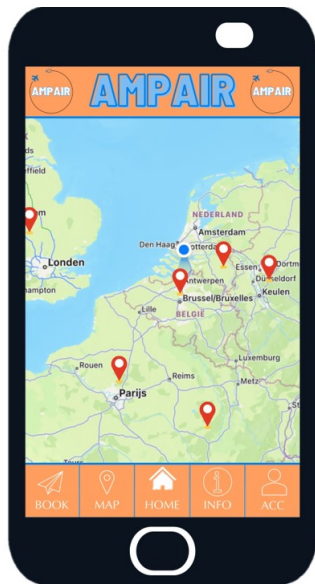 AMPAIR AMPAIR AMPAIR
NEDERLAND
Amsterdam
Den Haag
Essen
Londen
Antwerpen
Keulen
Brussel/Bruxelles
Lille
BELGIË
Luxemburg
Rouen
Reims
Metz
Parijs
BOOK MAP HOME INFO ACC